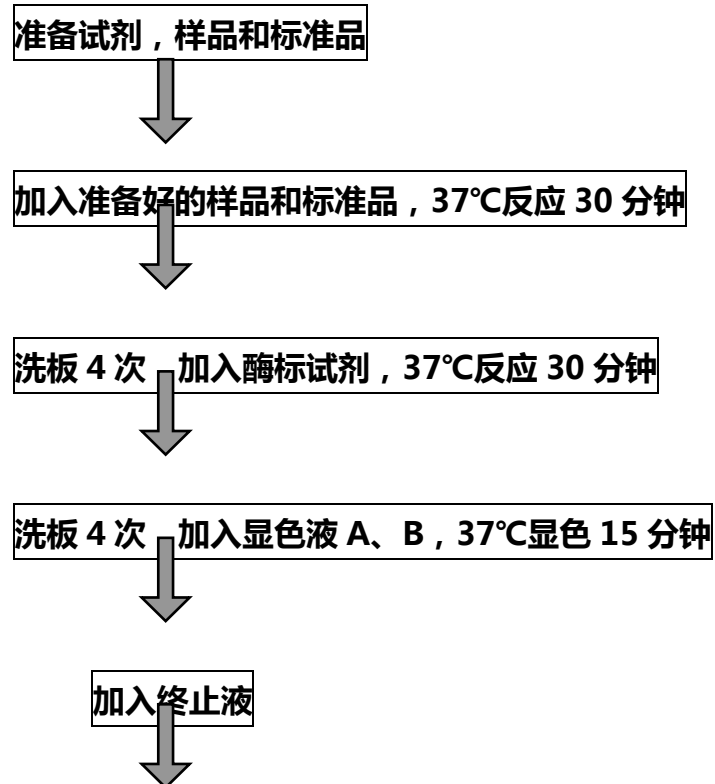 准备试剂，样品和标准品
加入准备好的样品和标准品，37℃反应 30 分钟
洗板 4 次 加入酶标试剂，37℃反应 30 分钟
洗板 4 次 加入显色液 A、B，37℃显色 15 分钟
加入终止液